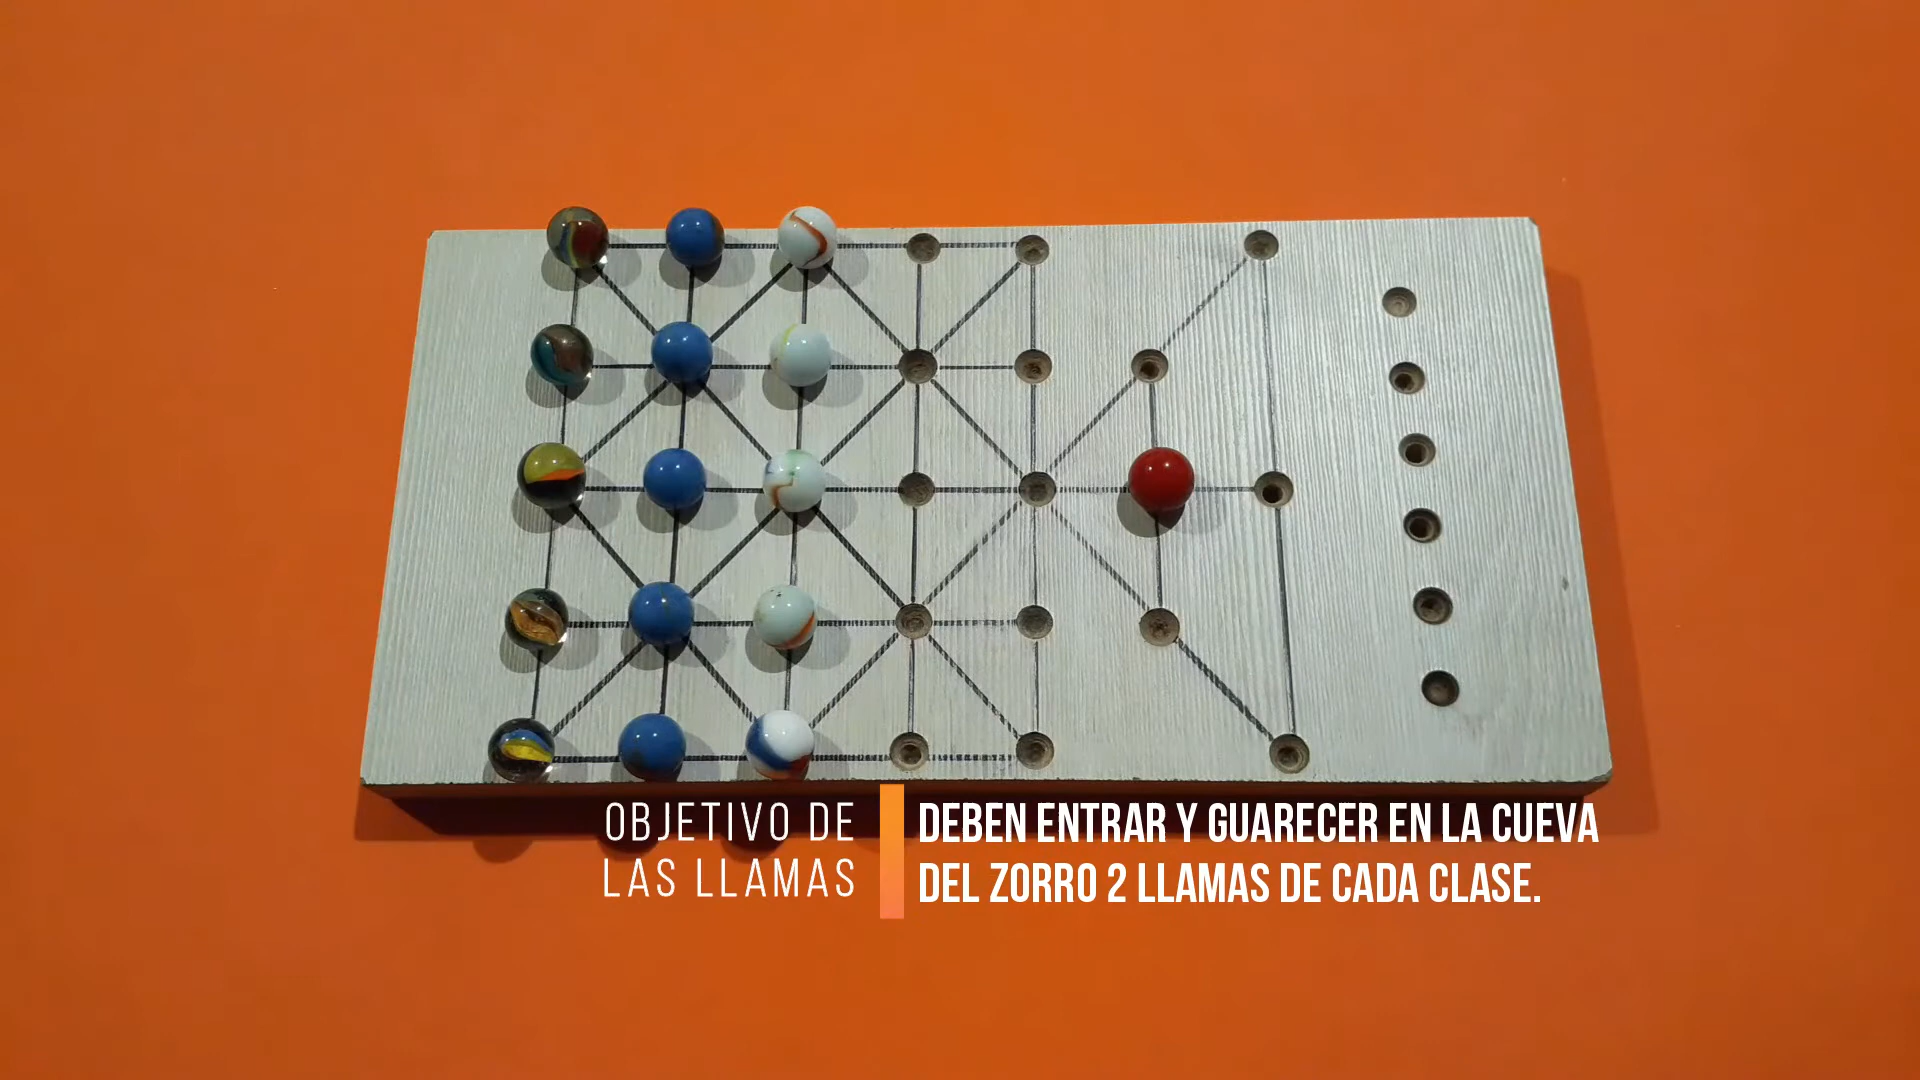 OBJETIVO DE
LAS LLAMAS
DEBEN ENTRAR Y GUARECER EN LA CUEVA
DEL ZORRO 2 LLAMAS DE CADA CLASE.